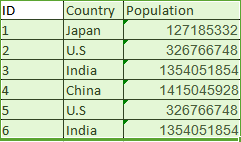 ID Country Population
1 Japan 127185332
2 U.S 326766748
3 India 1354051854
4 China 1415045928
5 U.S 326766748
6 India 1354051854